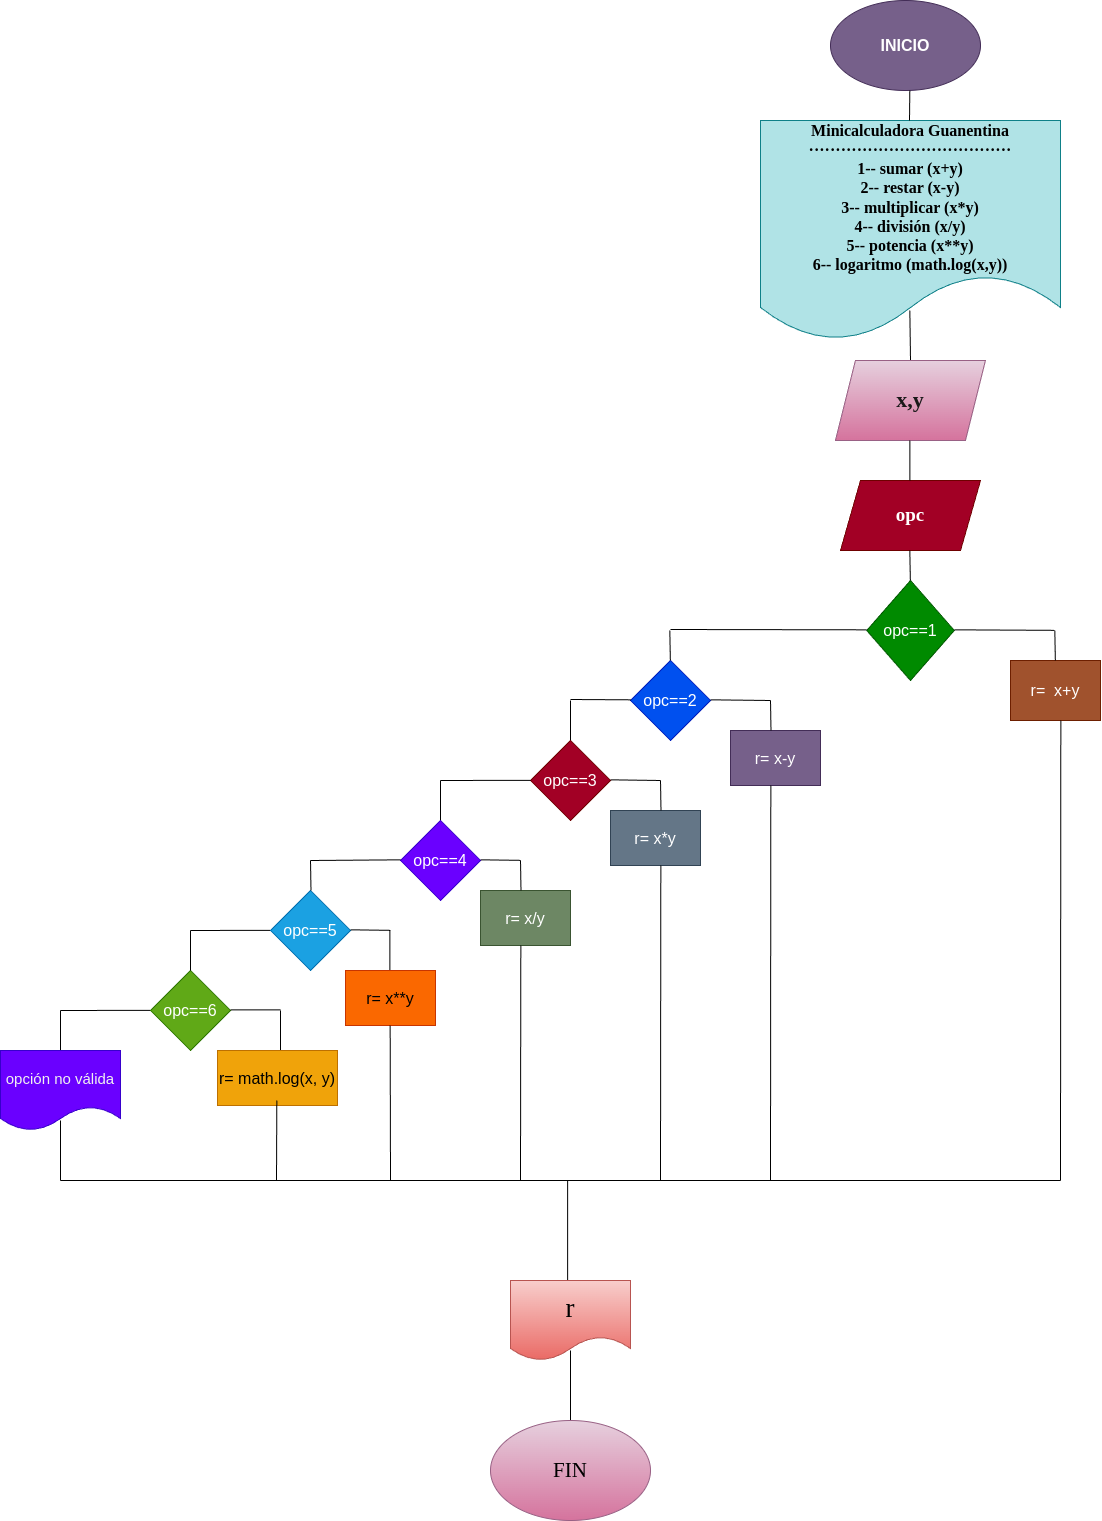 INICIO
Minicalculadora Guanentina
......................................
1-- sumar (x+y)
2-- restar (x-y)
3-- multiplicar (x*y)
4-- división (x/y)
5-- potencia (x**y)
6-- logaritmo (math.log(x,y))
x,y
opc
opc==1
r=  x+y
opc==2
r= x-y
opc==3
r= x*y
opc==4
r= x/y
opc==5
r= x**y
opc==6
opción no válida
r= math.log(x, y)
r
FIN